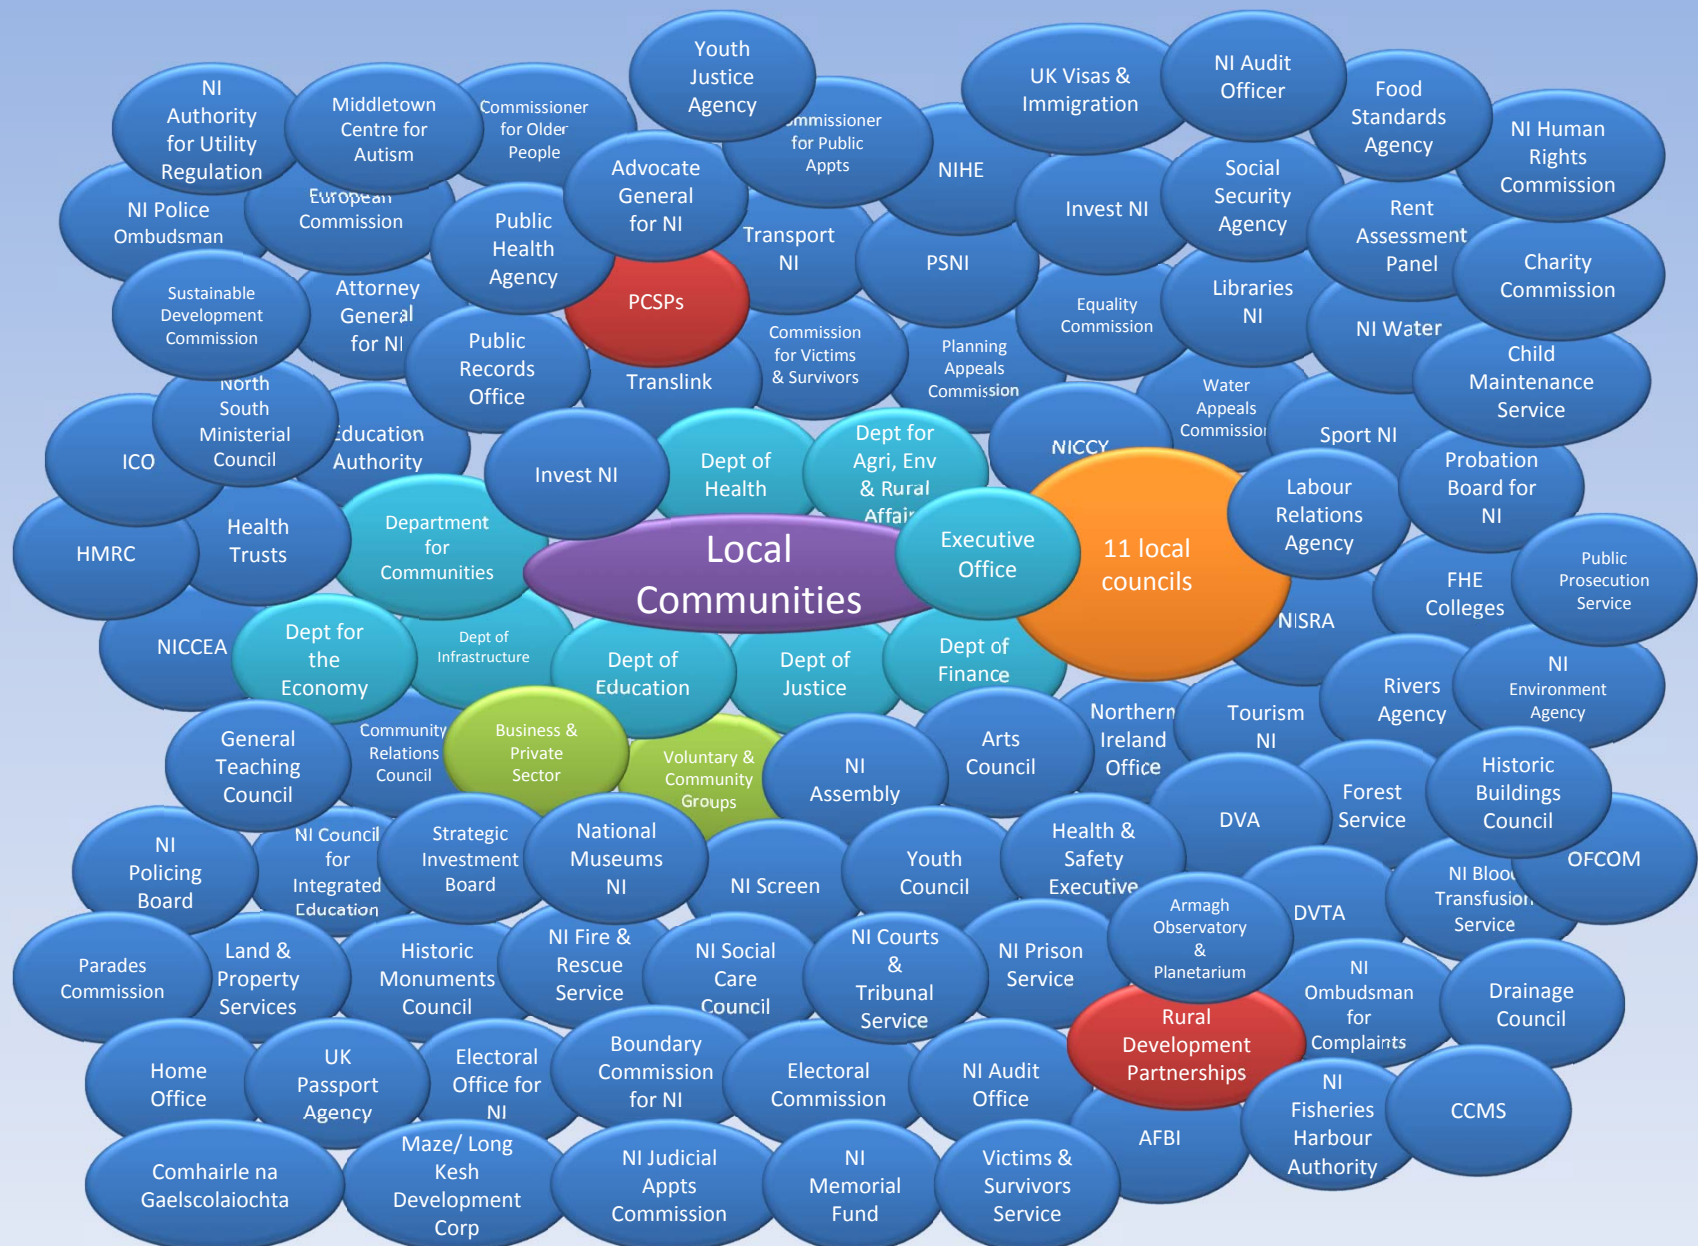 Youth
Justice
Agency
UK Visas &
Immigration
NI Audit
Officer
NI
Authority
for Utility
Regulation
Middletown
Centre for
Autism
Commissioner
for Older
People
Commissioner
for Public
Appts
Food
Standards
Agency
NI Human
Rights
Commission
NI Police
Ombudsman
European
Commission
Public
Health
Agency
Advocate
General
for NI
Transport
NI
NIHE
PSNI
Invest NI
Social
Security
Agency
Rent
Assessment
Panel
Charity
Commission
Sustainable
Development
Commission
Attorney
General
for NI
PCSPs
Equality
Commission
Libraries
NI
NI Water
Public
Records
Office
Translink
Commission
for Victims
& Survivors
Planning
Appeals
Commission
Child
Maintenance
Service
North
South
Ministerial
Council
ICO
Education
Authority
Invest NI
Dept of
Health
Dept for
Agri, Env
& Rural
Affairs
NICCY
Water
Appeals
Commission
Sport NI
Labour
Relations
Agency
Probation
Board for
NI
HMRC
Health
Trusts
Department
for
Communities
Local
Communities
Executive
Office
11 local
councils
FHE
Colleges
Public
Prosecution
Service
NICCEA
Dept for
the
Economy
Dept of
Infrastructure
Dept of
Education
Dept of
Justice
Dept of
Finance
NISRA
Rivers
Agency
NI
Environment
Agency
General
Teaching
Council
Community
Relations
Council
Business &
Private
Sector
Voluntary &
Community
Groups
NI
Assembly
Arts
Council
Northern
Ireland
Office
Tourism
NI
DVA
Forest
Service
Historic
Buildings
Council
NI
Policing
Board
NI Council
for
Integrated
Education
Strategic
Investment
Board
National
Museums
NI
NI Screen
Youth
Council
Health &
Safety
Executive
Armagh
Observatory
&
Planetarium
DVTA
NI Blood
Transfusion
Service
OFCOM
Parades
Commission
Land &
Property
Services
Historic
Monuments
Council
NI Fire &
Rescue
Service
NI Social
Care
Council
NI Courts
&
Tribunal
Service
NI Prison
Service
Rural
Development
Partnerships
NI
Ombudsman
for
Complaints
Drainage
Council
Home
Office
UK
Passport
Agency
Electoral
Office for
NI
Boundary
Commission
for NI
Electoral
Commission
NI Audit
Office
AFBI
NI
Fisheries
Harbour
Authority
CCMS
Comhairle na
Gaelscolaiochta
Maze/ Long
Kesh
Development
Corp
NI Judicial
Appts
Commission
NI
Memorial
Fund
Victims &
Survivors
Service